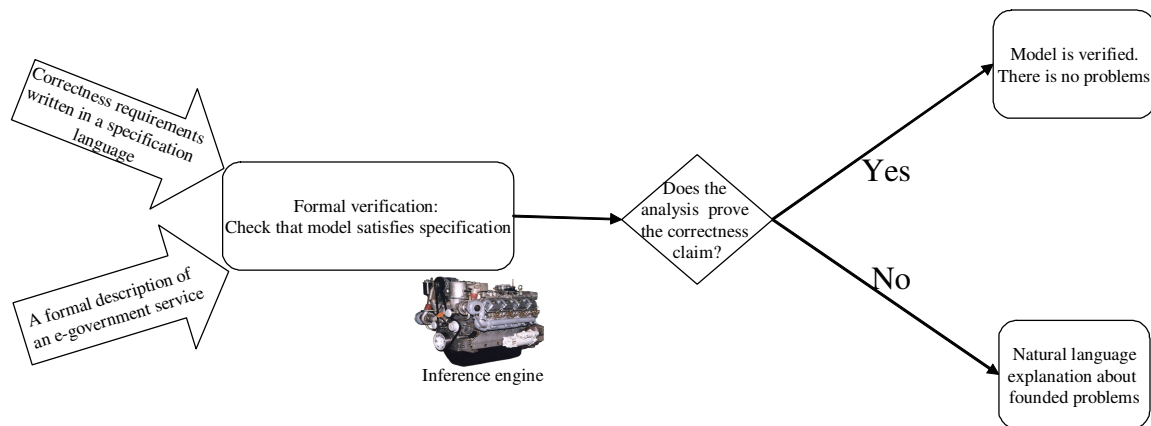 Correctness requirements
written in a specification
language
A formal description of
an e-government service
Formal verification:
Check that model satisfies specification
Inference engine
Does the
analysis prove
the correctness
claim?
Yes
No
Model is verified.
There is no problems
Natural language
explanation about
founded problems